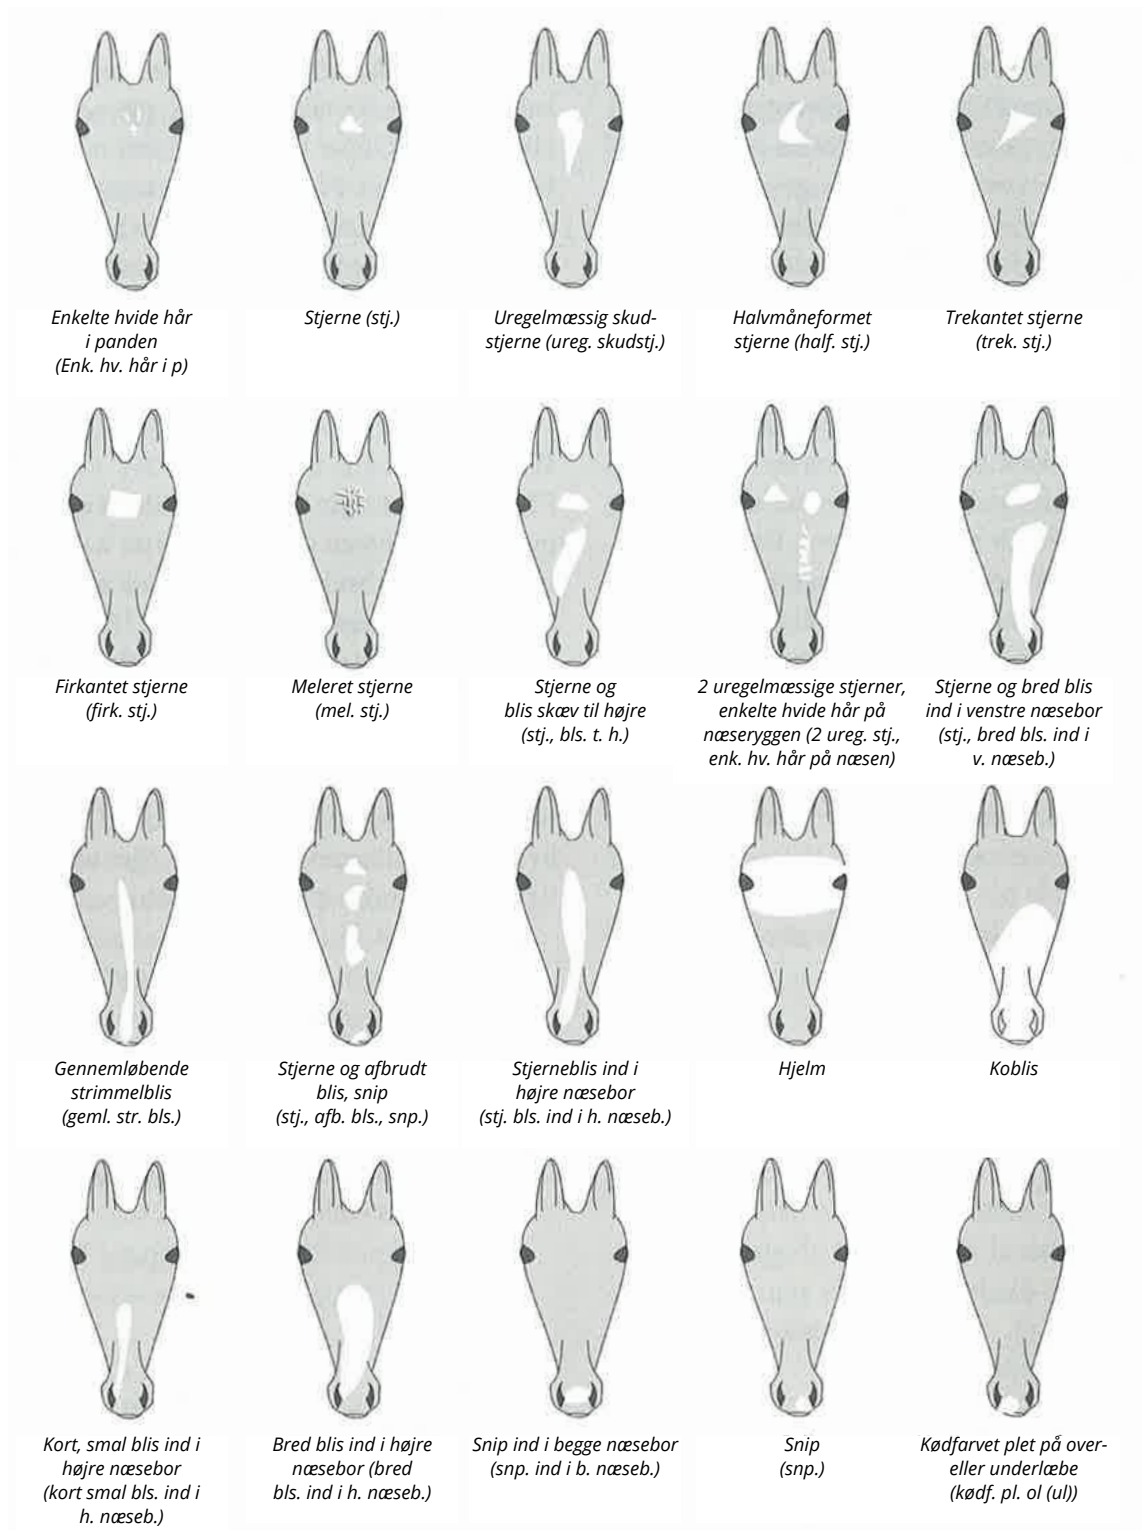 Enkelte hvide hår
i panden
(Enk. hv. hår i p)
Stjerne (stj.)
Uregelmæssig skud-
stjerne (ureg. skudstj.)
Halvmåneformet
stjerne (half. stj.)
Trekantet stjerne
(trek. stj.)
Firkantet stjerne
(firk. stj.)
Meleret stjerne
(mel. stj.)
Stjerne og
blis skæv til højre
(stj., bls. t. h.)
2 uregelmæssige stjerner,
enkelte hvide hår på
næseryggen (2 ureg. stj.,
enk. hv. hår på næsen)
Stjerne og bred blis
ind i venstre næsebor
(stj., bred bls. ind i
v. næseb.)
Gennemløbende
strimmelblis
(geml. str. bls.)
Stjerne og afbrudt
blis, snip
(stj., afb. bls., snp.)
Stjerneblis ind i
højre næsebor
(stj. bls. ind i h. næseb.)
Hjelm
Koblis
Kort, smal blis ind i
højre næsebor
(kort smal bls. ind i
h. næseb.)
Bred blis ind i højre
næsebor (bred
bls. ind i h. næseb.)
Snip ind i begge næsebor
(snp. ind i b. næseb.)
Snip
(snp.)
Kødfarvet plet på over-
eller underlæbe
(kødf. pl. ol (ul))